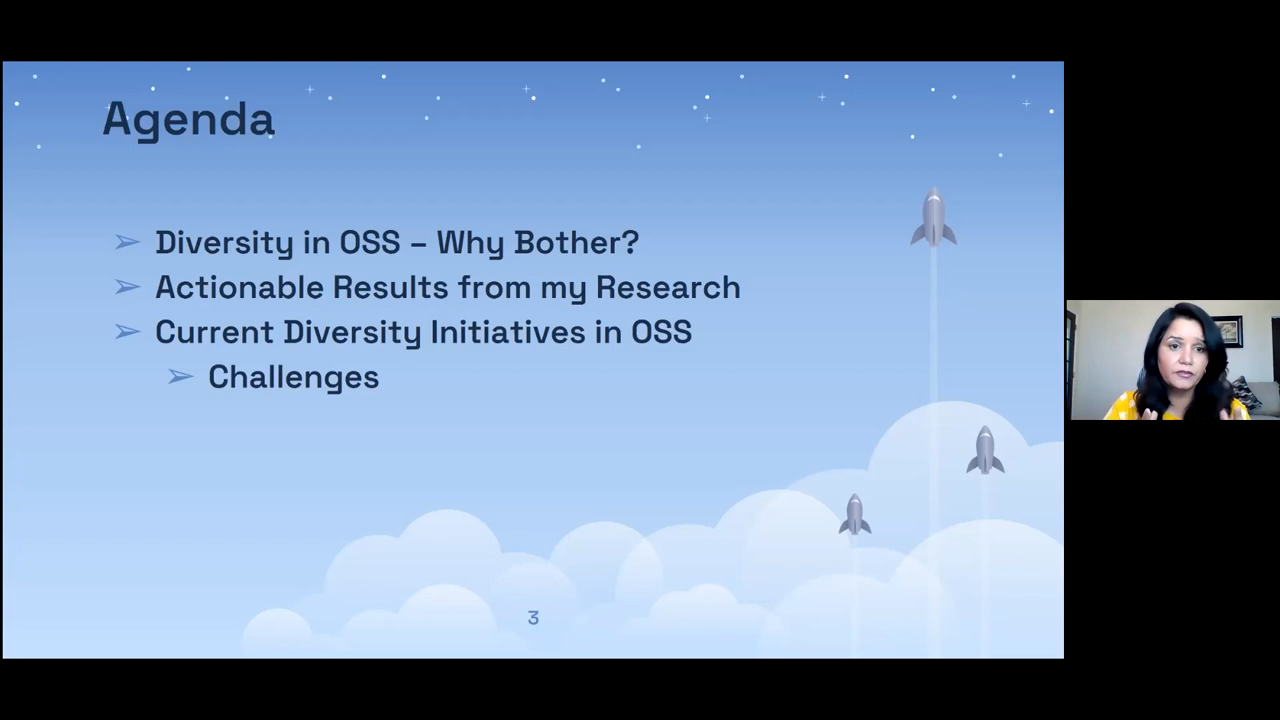 Agenda
➢ Diversity in OSS – Why Bother?
➢ Actionable Results from my Research
➢ Current Diversity Initiatives in OSS
➢ Challenges
3